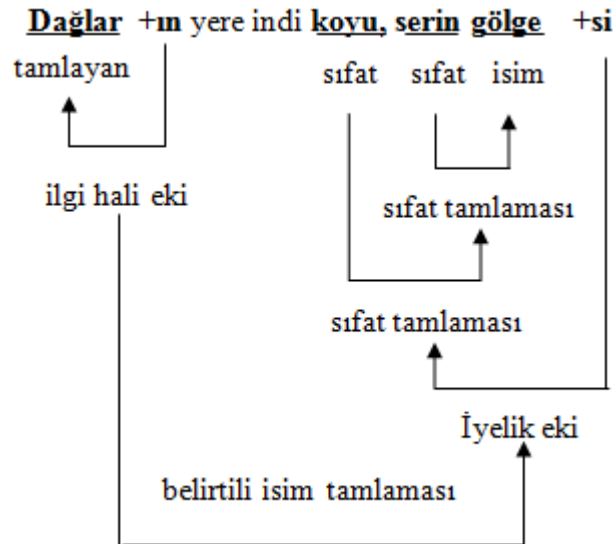 Dağlar +ın yere indi koyu, serin gölge +si
tamlayan sıfat sıfat isim
ilgi hali eki
sıfat tamlaması
sıfat tamlaması
İyelik eki
belirtili isim tamlaması